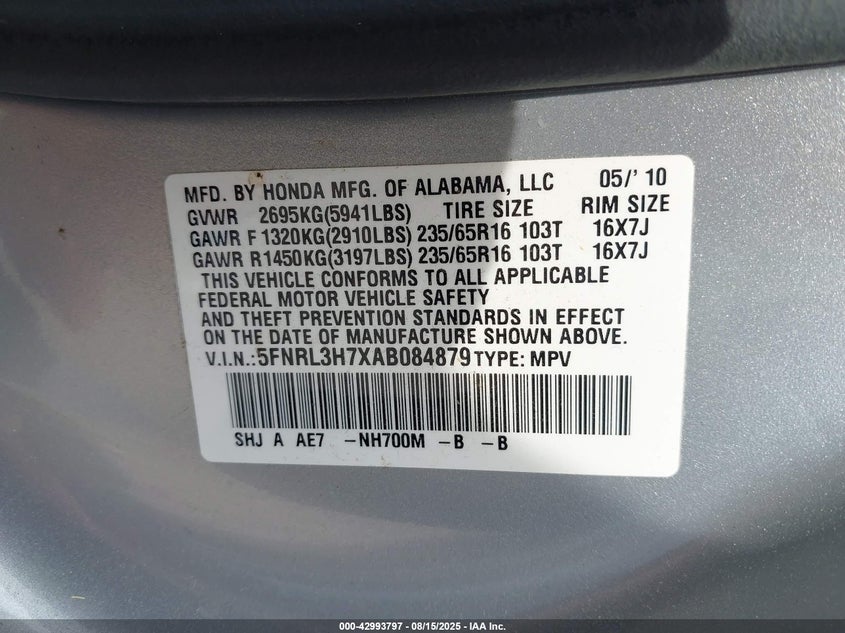 MFD. BY HONDA MFG. OF ALABAMA, LLC 05/' 10
GVWR 2695KG(5941LBS) TIRE SIZE RIM SIZE
GAWR F1320KG(2910LBS) 235/65R16 103T 16X7J
GAWR R1450KG(3197LBS) 235/65R16 103T 16X7J
THIS VEHICLE CONFORMS TO ALL APPLICABLE
FEDERAL MOTOR VEHICLE SAFETY
AND THEFT PREVENTION STANDARDS IN EFFECT
ON THE DATE OF MANUFACTURE SHOWN ABOVE.
V.I.N.:5FNRL3H7XAB084879 TYPE: MPV
SHJ A AE7 -NH700M -B -B
000-42993797 - 08/15/2025 - IAA Inc.